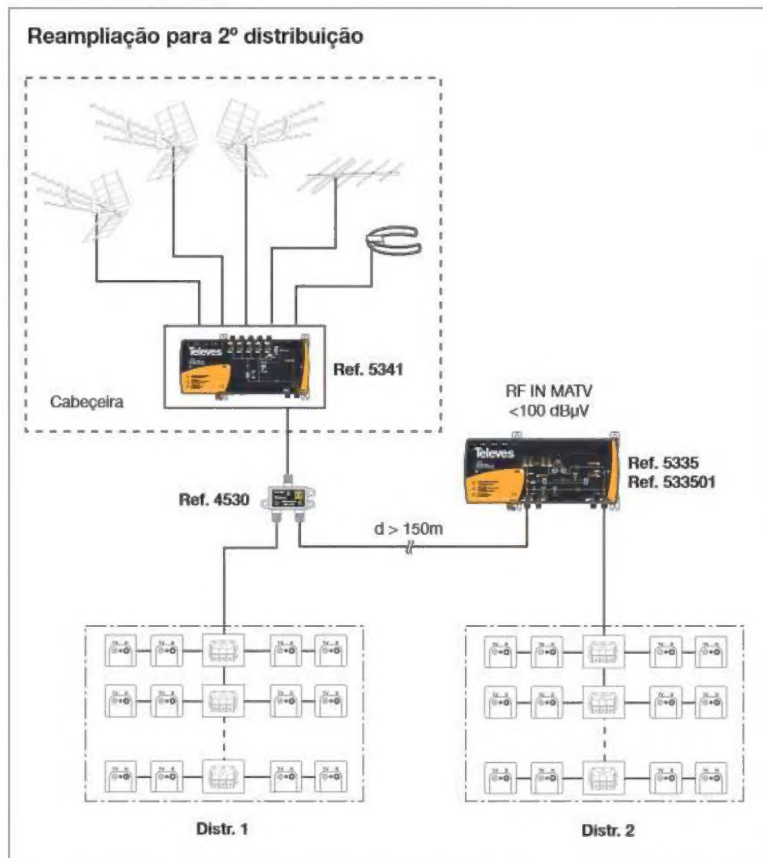 Reampliação para 2º distribuição
Televes
Ref. 5341
Cabeçeira
RF IN MATV
<100 dBµV
Televes
Ref. 5335
Ref. 533501
Ref. 4530
d > 150m
Distr. 1
Distr. 2